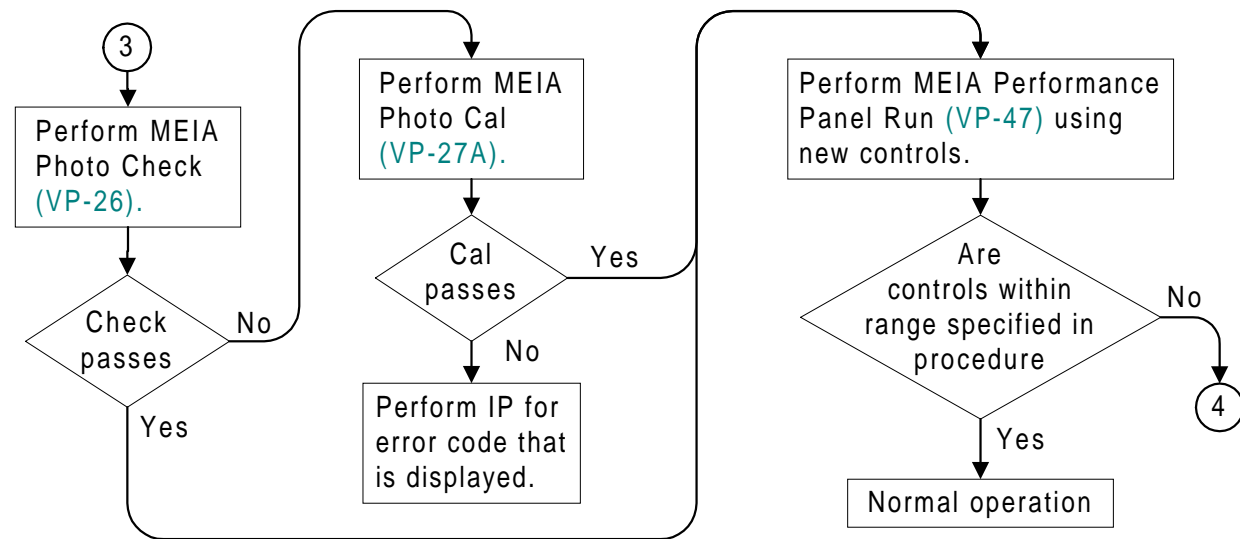 3
Perform MEIA
Photo Check
(VP-26).
Check
passes
No
Yes
Perform MEIA
Photo Cal
(VP-27A).
Cal
passes
Yes
No
Perform IP for
error code that
is displayed.
Perform MEIA Performance
Panel Run (VP-47) using
new controls.
Are
controls within
range specified in
procedure
No
4
Yes
Normal operation